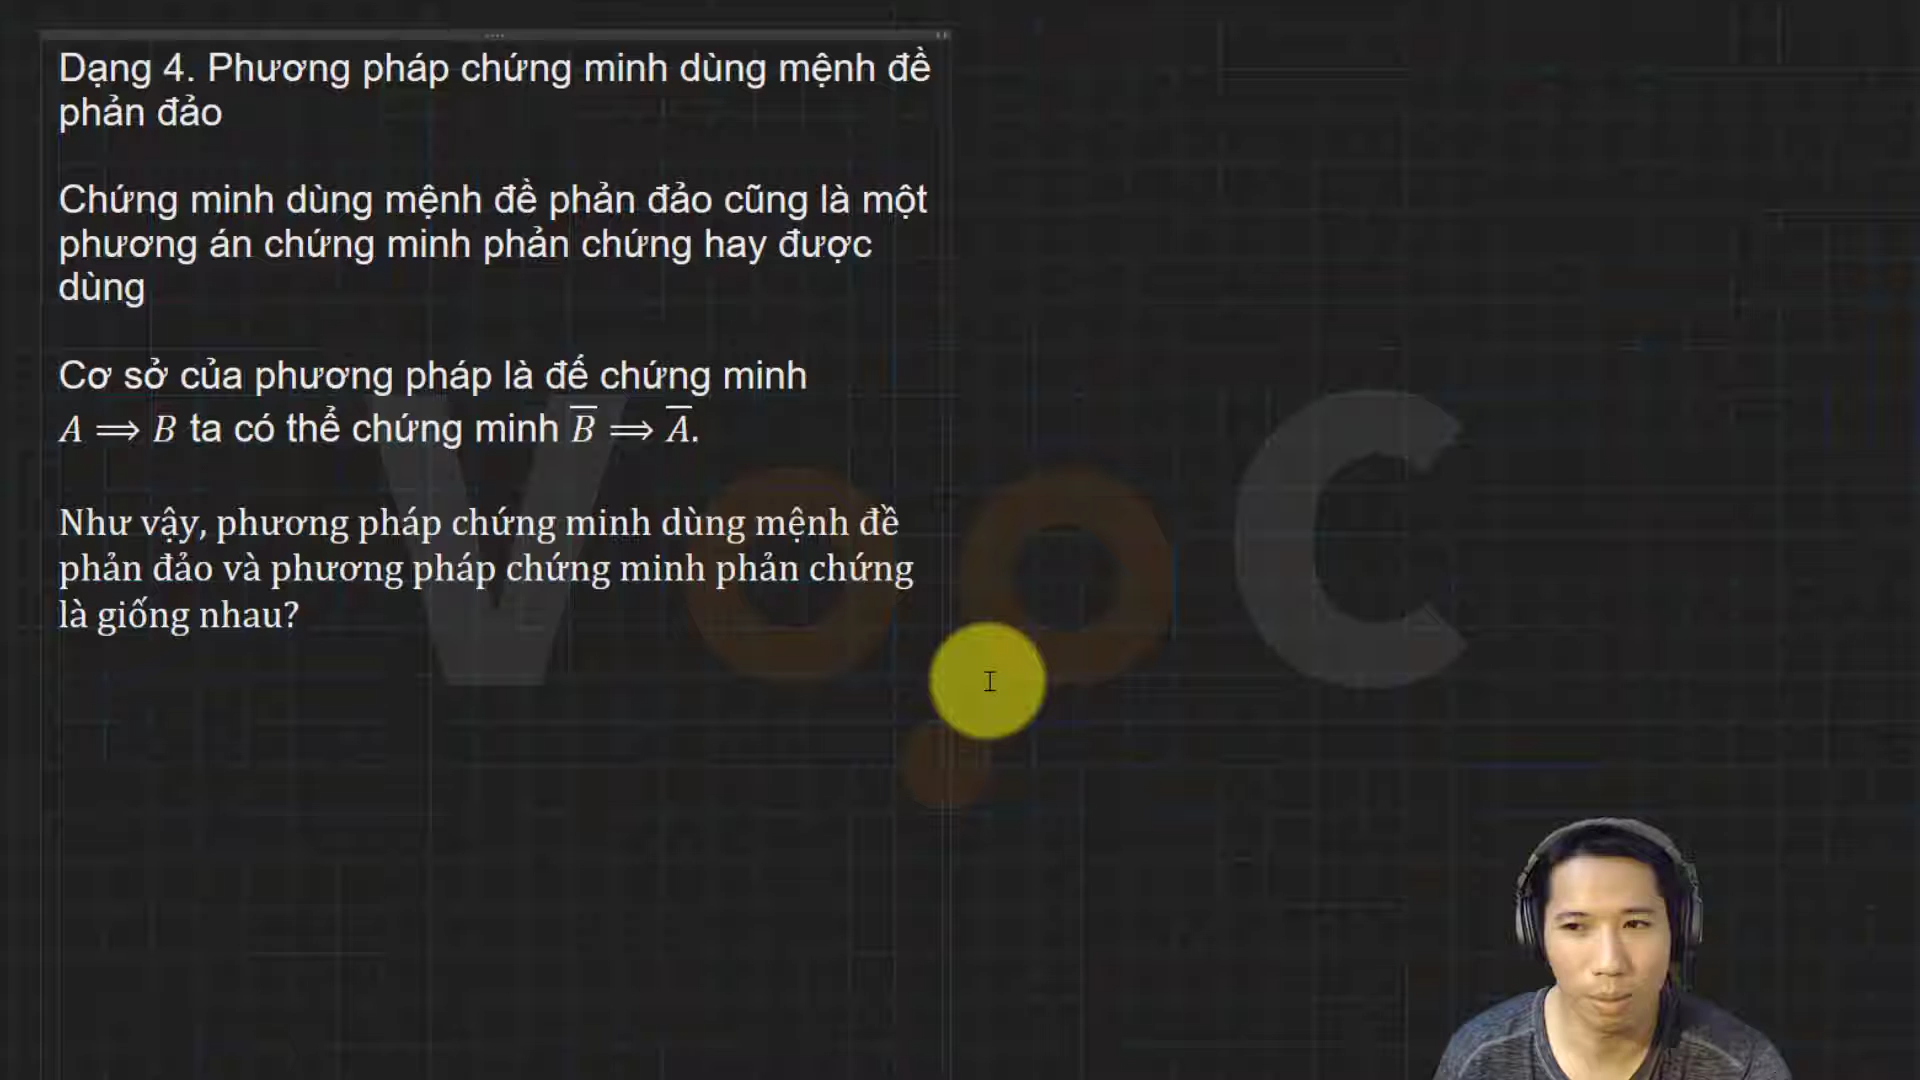 Dạng 4. Phương pháp chứng minh dùng mệnh đề
phản đảo
Chứng minh dùng mệnh đề phản đảo cũng là một
phương án chứng minh phản chứng hay được
dùng
Cơ sở của phương pháp là để chứng minh
A ⟹ B ta có thể chứng minh B̅ ⟹ A̅.
Như vậy, phương pháp chứng minh dùng mệnh đề
phản đảo và phương pháp chứng minh phản chứng
là giống nhau?
VOOC